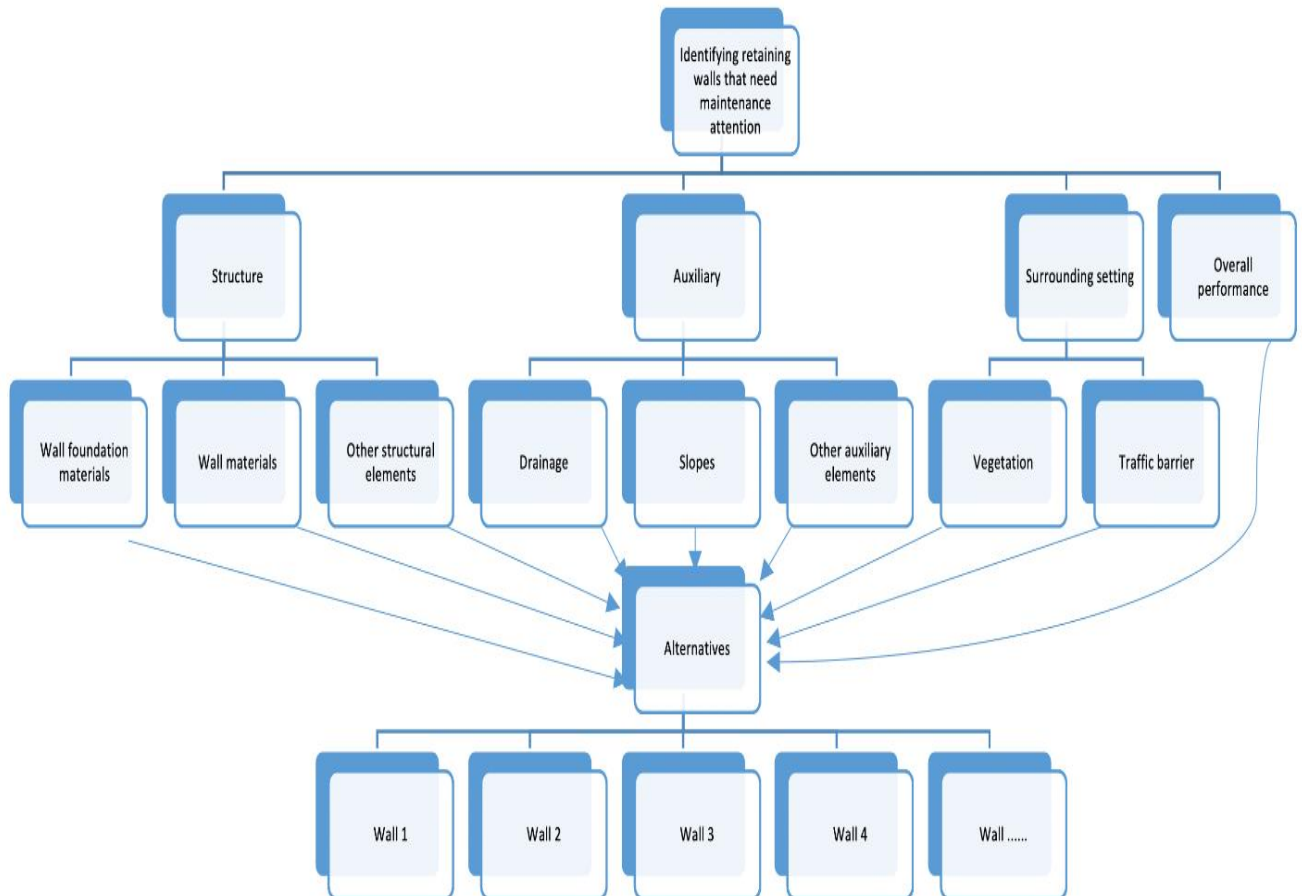 Identifying retaining
walls that need
maintenance
attention
Structure
Auxiliary
Surrounding setting
Overall
performance
Wall foundation
materials
Wall materials
Other structural
elements
Drainage
Slopes
Other auxiliary
elements
Vegetation
Traffic barrier
Alternatives
Wall 1
Wall 2
Wall 3
Wall 4
Wall ......